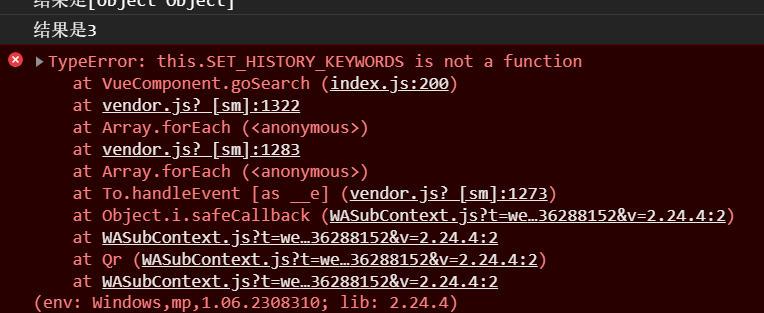 结果是[object Object]
结果是3
TypeError: this.SET_HISTORY_KEYWORDS is not a function
at VueComponent.goSearch (index.js:200)
at vendor.js? [sm]:1322
at Array.forEach (<anonymous>)
at vendor.js? [sm]:1283
at Array.forEach (<anonymous>)
at To.handleEvent [as __e] (vendor.js? [sm]:1273)
at Object.i.safeCallback (WASubContext.js?t=we…36288152&v=2.24.4:2)
at WASubContext.js?t=we…36288152&v=2.24.4:2
at Qr (WASubContext.js?t=we…36288152&v=2.24.4:2)
at WASubContext.js?t=we…36288152&v=2.24.4:2
(env: Windows,mp,1.06.2308310; lib: 2.24.4)